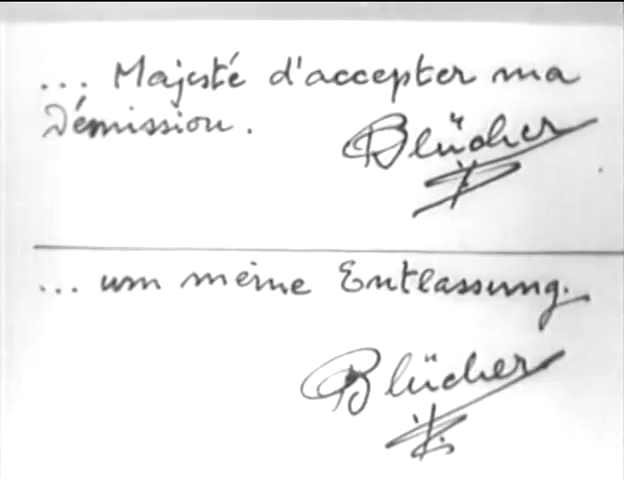 ... Majesté d'accepter ma
Démission.
Blücher
... um meine Entlassung.
Blücher